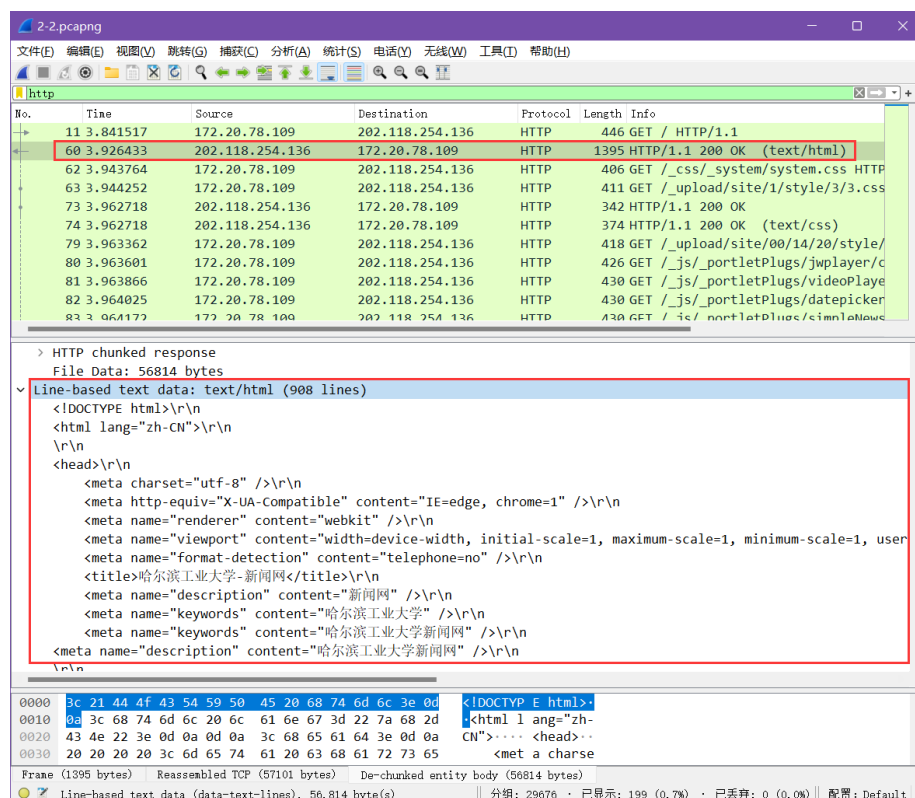 2-2.pcapng
文件(F) 编辑(E) 视图(V) 跳转(G) 捕获(C) 分析(A) 统计(S) 电话(Y) 无线(W) 工具(T) 帮助(H)
http
No. Time Source Destination Protocol Length Info
11 3.841517 172.20.78.109 202.118.254.136 HTTP 446 GET / HTTP/1.1
60 3.926433 202.118.254.136 172.20.78.109 HTTP 1395 HTTP/1.1 200 OK (text/html)
62 3.943764 172.20.78.109 202.118.254.136 HTTP 406 GET /_css/_system/system.css HTTP
63 3.944252 172.20.78.109 202.118.254.136 HTTP 411 GET /_upload/site/1/style/3/3.css
73 3.962718 202.118.254.136 172.20.78.109 HTTP 342 HTTP/1.1 200 OK
74 3.962718 202.118.254.136 172.20.78.109 HTTP 374 HTTP/1.1 200 OK (text/css)
79 3.963362 172.20.78.109 202.118.254.136 HTTP 418 GET /_upload/site/00/14/20/style/
80 3.963601 172.20.78.109 202.118.254.136 HTTP 426 GET /_js/_portletPlugs/jwplayer/c
81 3.963866 172.20.78.109 202.118.254.136 HTTP 430 GET /_js/_portletPlugs/videoPlaye
82 3.964025 172.20.78.109 202.118.254.136 HTTP 430 GET /_js/_portletPlugs/datepicker
83 3.964172 172.20.78.109 202.118.254.136 HTTP 430 GET /_js/_portletPlugs/simpleNews
HTTP chunked response
File Data: 56814 bytes
Line-based text data: text/html (908 lines)
<!DOCTYPE html>\r\n
<html lang="zh-CN">\r\n
\r\n
<head>\r\n
<meta charset="utf-8" />\r\n
<meta http-equiv="X-UA-Compatible" content="IE=edge, chrome=1" />\r\n
<meta name="renderer" content="webkit" />\r\n
<meta name="viewport" content="width=device-width, initial-scale=1, maximum-scale=1, minimum-scale=1, user
<meta name="format-detection" content="telephone=no" />\r\n
<title>哈尔滨工业大学-新闻网</title>\r\n
<meta name="description" content="新闻网" />\r\n
<meta name="keywords" content="哈尔滨工业大学" />\r\n
<meta name="keywords" content="哈尔滨工业大学新闻网" />\r\n
<meta name="description" content="哈尔滨工业大学新闻网" />\r\n
\r\n
0000 3c 21 44 4f 43 54 59 50 45 20 68 74 6d 6c 3e 0d <!DOCTYP E html>·
0010 0a 3c 68 74 6d 6c 20 6c 61 6e 67 3d 22 7a 68 2d ·<html l ang="zh-
0020 43 4e 22 3e 0d 0a 0d 0a 3c 68 65 61 64 3e 0d 0a CN">···· <head>··
0030 20 20 20 20 3c 6d 65 74 61 20 63 68 61 72 73 65 <met a charse
Frame (1395 bytes) Reassembled TCP (57101 bytes) De-chunked entity body (56814 bytes)
Line-based text data (data-text-lines), 56,814 byte(s) 分组: 29676 · 已显示: 199 (0.7%) · 已丢弃: 0 (0.0%) 配置: Default